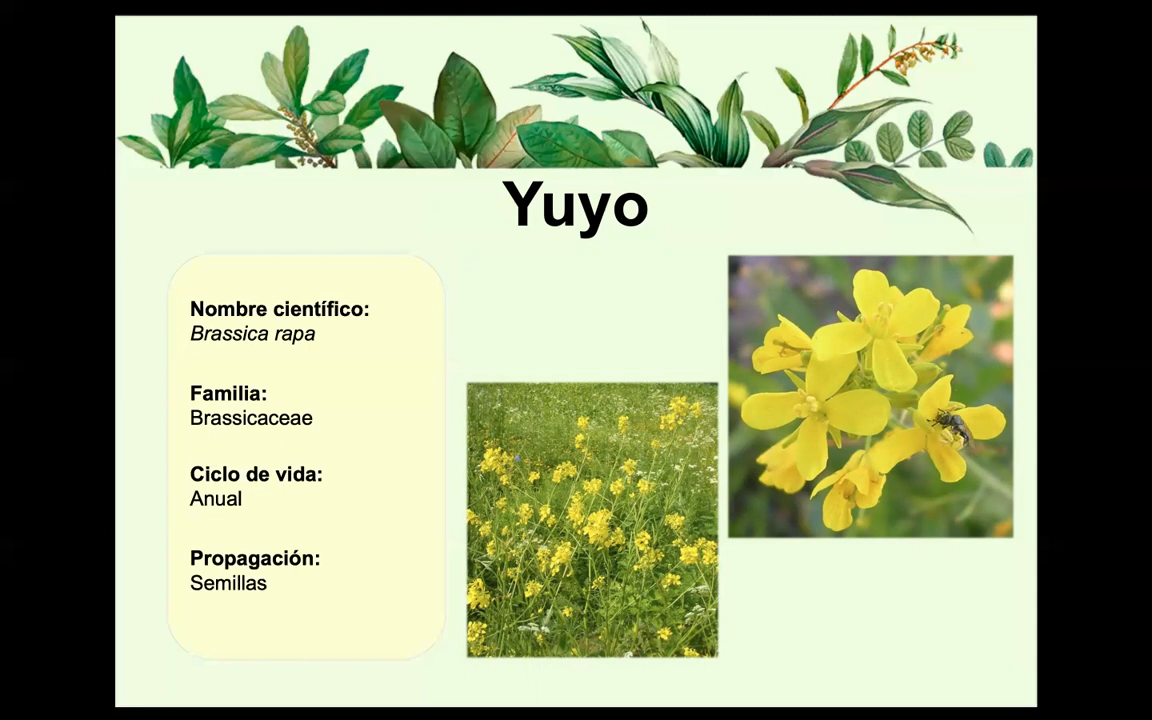 Yuyo
Nombre científico:
Brassica rapa
Familia:
Brassicaceae
Ciclo de vida:
Anual
Propagación:
Semillas